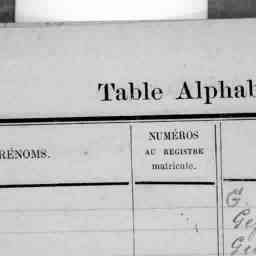 Table Alphab
RÉNOMS.
NUMÉROS
AU REGISTRE
matricule.
G.